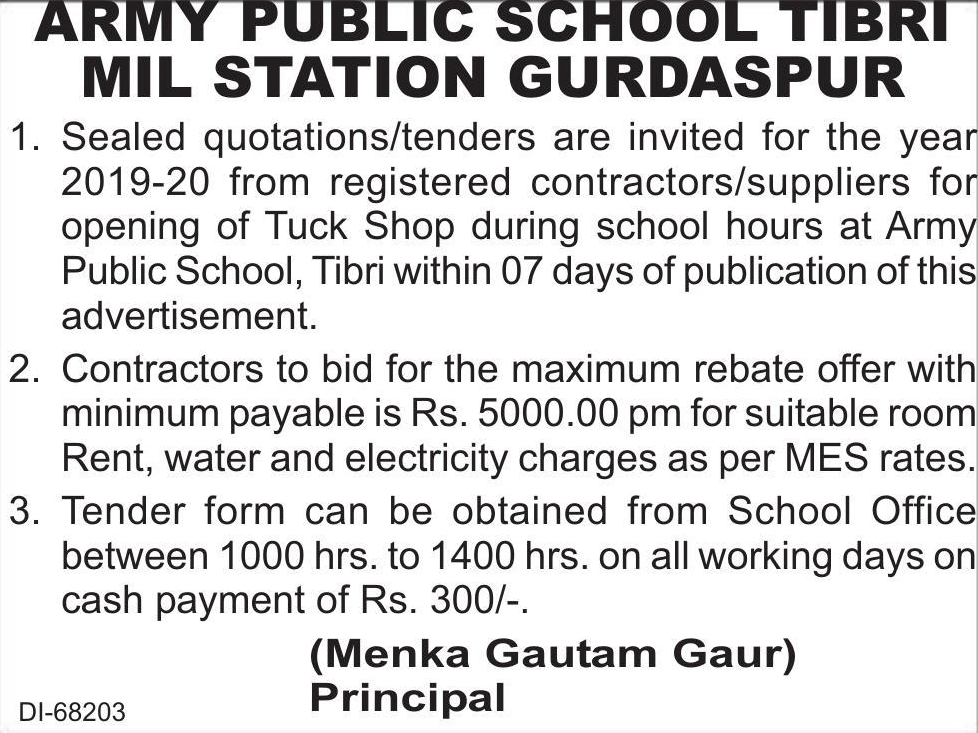 ARMY PUBLIC SCHOOL TIBRI
MIL STATION GURDASPUR
1. Sealed quotations/tenders are invited for the year
2019-20 from registered contractors/suppliers for
opening of Tuck Shop during school hours at Army
Public School, Tibri within 07 days of publication of this
advertisement.
2. Contractors to bid for the maximum rebate offer with
minimum payable is Rs. 5000.00 pm for suitable room
Rent, water and electricity charges as per MES rates.
3. Tender form can be obtained from School Office
between 1000 hrs. to 1400 hrs. on all working days on
cash payment of Rs. 300/-.
(Menka Gautam Gaur)
Principal
DI-68203